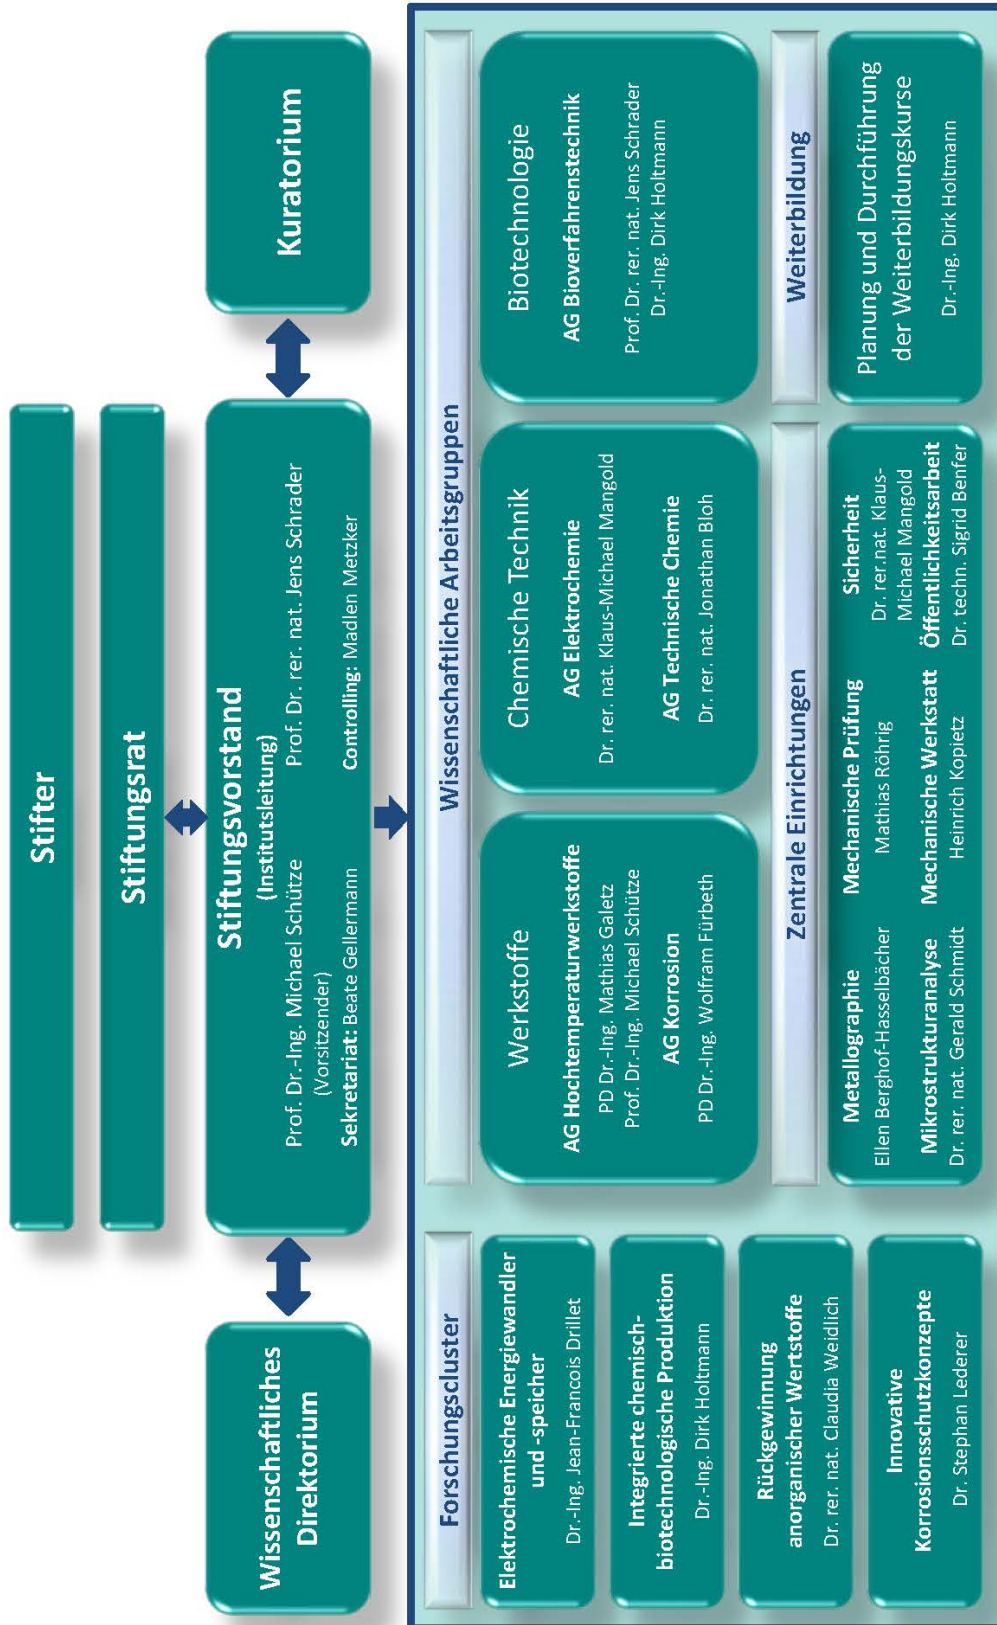 Stifter
Stiftungsrat
Wissenschaftliches
Direktorium
Stiftungsvorstand
(Institutsleitung)
Prof. Dr.-Ing. Michael Schütze
(Vorsitzender)
Prof. Dr. rer. nat. Jens Schrader
Sekretariat: Beate Gellermann
Controlling: Madlen Metzker
Kuratorium
Forschungscluster
Elektrochemische Energiewandler
und -speicher
Dr.-Ing. Jean-Francois Drillet
Integrierte chemisch-
biotechnologische Produktion
Dr.-Ing. Dirk Holtmann
Rückgewinnung
anorganischer Wertstoffe
Dr. rer. nat. Claudia Weidlich
Innovative
Korrosionsschutzkonzepte
Dr. Stephan Lederer
Wissenschaftliche Arbeitsgruppen
Werkstoffe
AG Hochtemperaturwerkstoffe
PD Dr.-Ing. Mathias Galetz
Prof. Dr.-Ing. Michael Schütze
AG Korrosion
PD Dr.-Ing. Wolfram Fürbeth
Chemische Technik
AG Elektrochemie
Dr. rer. nat. Klaus-Michael Mangold
AG Technische Chemie
Dr. rer. nat. Jonathan Bloh
Biotechnologie
AG Bioverfahrenstechnik
Prof. Dr. rer. nat. Jens Schrader
Dr.-Ing. Dirk Holtmann
Zentrale Einrichtungen
Metallographie
Ellen Berghof-Hasselbächer
Mikrostrukturanalyse
Dr. rer. nat. Gerald Schmidt
Mechanische Prüfung
Mathias Röhrig
Mechanische Werkstatt
Heinrich Kopietz
Sicherheit
Dr. rer.nat. Klaus-
Michael Mangold
Öffentlichkeitsarbeit
Dr. techn. Sigrid Benfer
Weiterbildung
Planung und Durchführung
der Weiterbildungskurse
Dr.-Ing. Dirk Holtmann